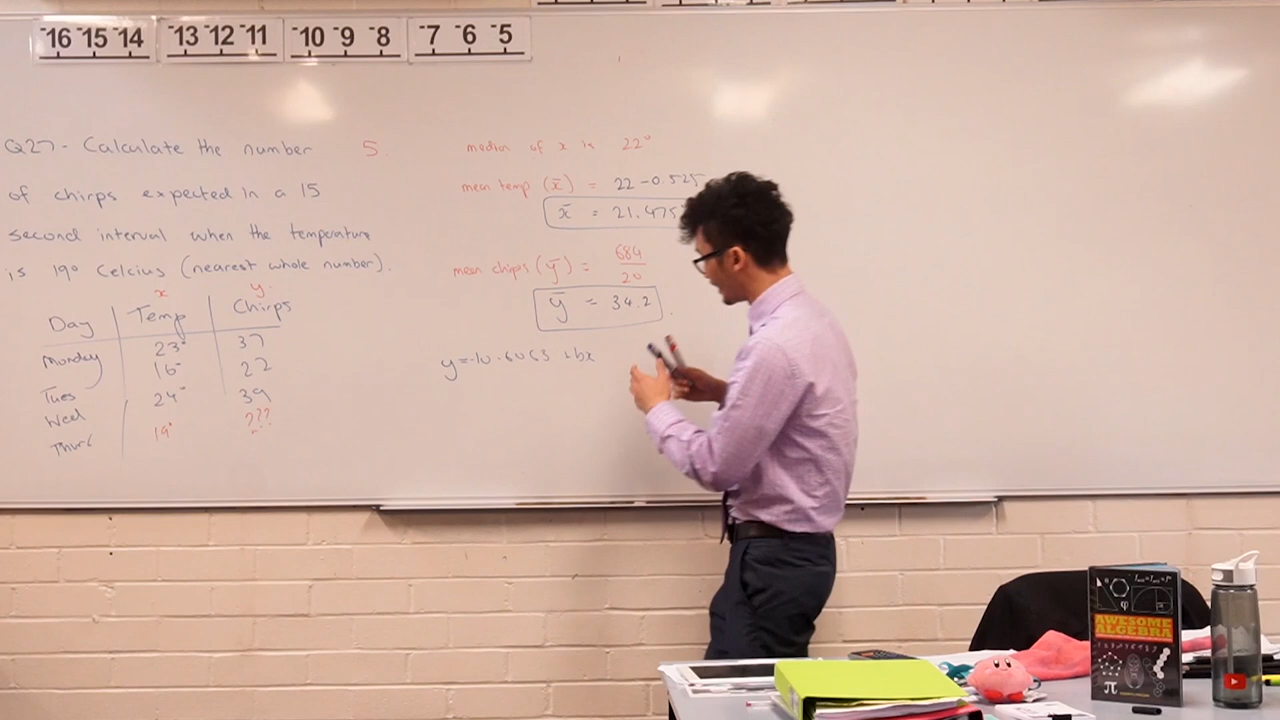 -16 -15 -14 -13 -12 -11 -10 -9 -8 -7 -6 -5
Q27- Calculate the number 5.
of chirps expected in a 15
second interval when the temperature
is 19° Celcius (nearest whole number).
x y
Day Temp Chirps
Monday 23° 37
16° 22
Tues 24° 39
Wed
Thurs 19° ???
median of x is 22°
mean temp (x̄) = 22-0.525
x̄ = 21.475
mean chips (ȳ) = 684
20
ȳ = 34.2
y=-10.6063 +bx
AWESOME
ALGEBRA
π
φ